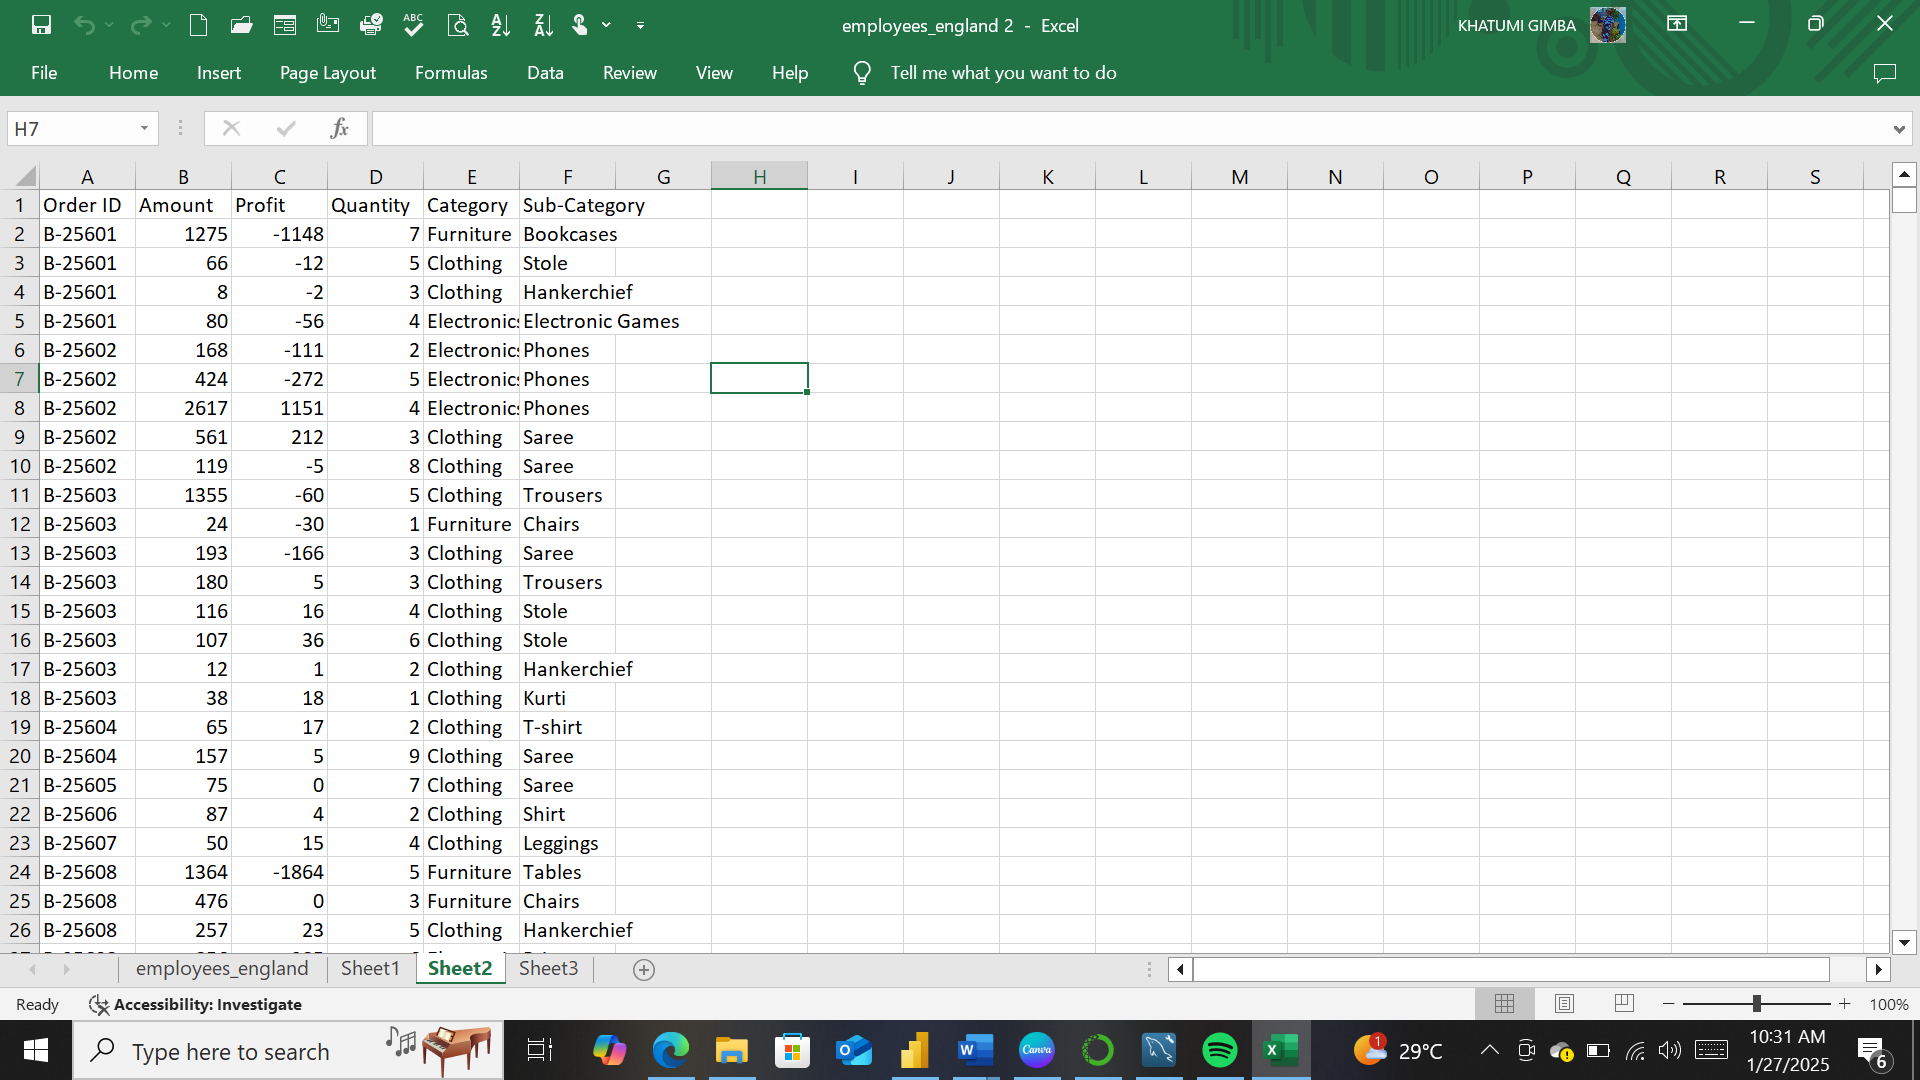 ABC
employees_england 2 - Excel
KHATUMI GIMBA
File Home Insert Page Layout Formulas Data Review View Help Tell me what you want to do
H7 fx
A B C D E F G H I J K L M N O P Q R S
1 Order ID Amount Profit Quantity Category Sub-Category
2 B-25601 1275 -1148 7 Furniture Bookcases
3 B-25601 66 -12 5 Clothing Stole
4 B-25601 8 -2 3 Clothing Hankerchief
5 B-25601 80 -56 4 Electronics Electronic Games
6 B-25602 168 -111 2 Electronics Phones
7 B-25602 424 -272 5 Electronics Phones
8 B-25602 2617 1151 4 Electronics Phones
9 B-25602 561 212 3 Clothing Saree
10 B-25602 119 -5 8 Clothing Saree
11 B-25603 1355 -60 5 Clothing Trousers
12 B-25603 24 -30 1 Furniture Chairs
13 B-25603 193 -166 3 Clothing Saree
14 B-25603 180 5 3 Clothing Trousers
15 B-25603 116 16 4 Clothing Stole
16 B-25603 107 36 6 Clothing Stole
17 B-25603 12 1 2 Clothing Hankerchief
18 B-25603 38 18 1 Clothing Kurti
19 B-25604 65 17 2 Clothing T-shirt
20 B-25604 157 5 9 Clothing Saree
21 B-25605 75 0 7 Clothing Saree
22 B-25606 87 4 2 Clothing Shirt
23 B-25607 50 15 4 Clothing Leggings
24 B-25608 1364 -1864 5 Furniture Tables
25 B-25608 476 0 3 Furniture Chairs
26 B-25608 257 23 5 Clothing Hankerchief
employees_england Sheet1 Sheet2 Sheet3
Ready Accessibility: Investigate 100%
Type here to search
Canva
1
29°C
10:31 AM
1/27/2025
6